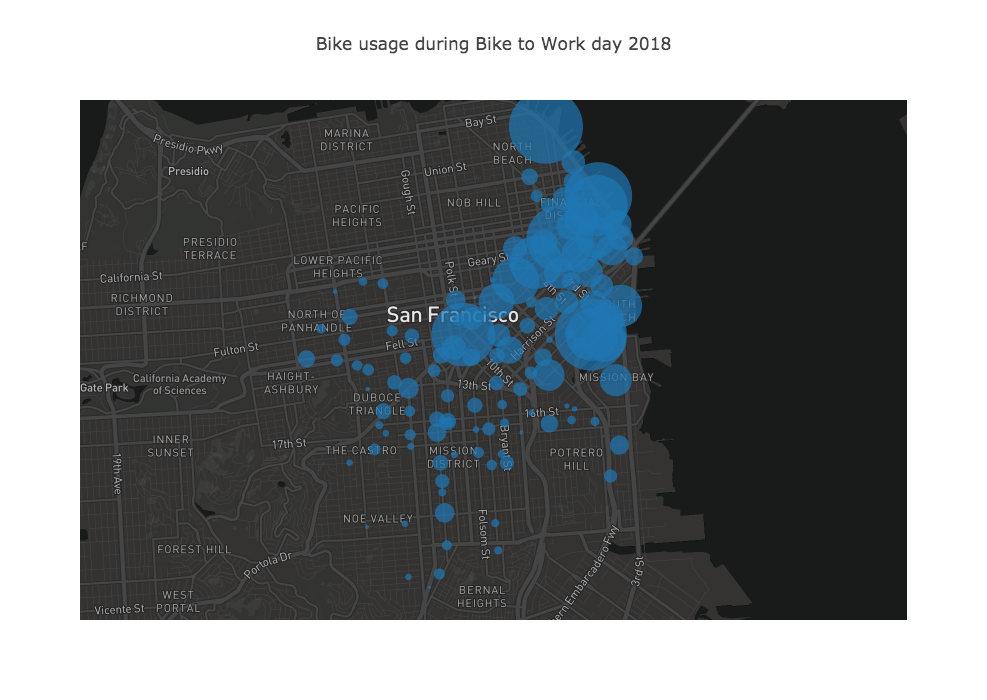 Bike usage during Bike to Work day 2018
Bay St
Presidio Pkwy
MARINA
DISTRICT
NORTH
BEACH
Presidio
Union St
Gough St
NOB HILL
PACIFIC
HEIGHTS
PRESIDIO
TERRACE
F
LOWER PACIFIC
HEIGHTS
Geary St
Polk St
California St
RICHMOND
DISTRICT
San Francisco
NORTH OF
PANHANDLE
Harrison St
Fulton St
Fell St
10th St
Gate Park
California Academy
of Sciences
HAIGHT-
ASHBURY
13th St
MISSION BAY
DUBOCE
TRIANGLE
16th St
INNER
SUNSET
17th St
THE CASTRO
MISSION
DISTRICT
Bryant St
POTRERO
HILL
19th Ave
NOE VALLEY
Folsom St
FOREST HILL
Portola Dr
3rd St
ern Embarcadero Fwy
WEST
PORTAL
Vicente St
BERNAL
HEIGHTS